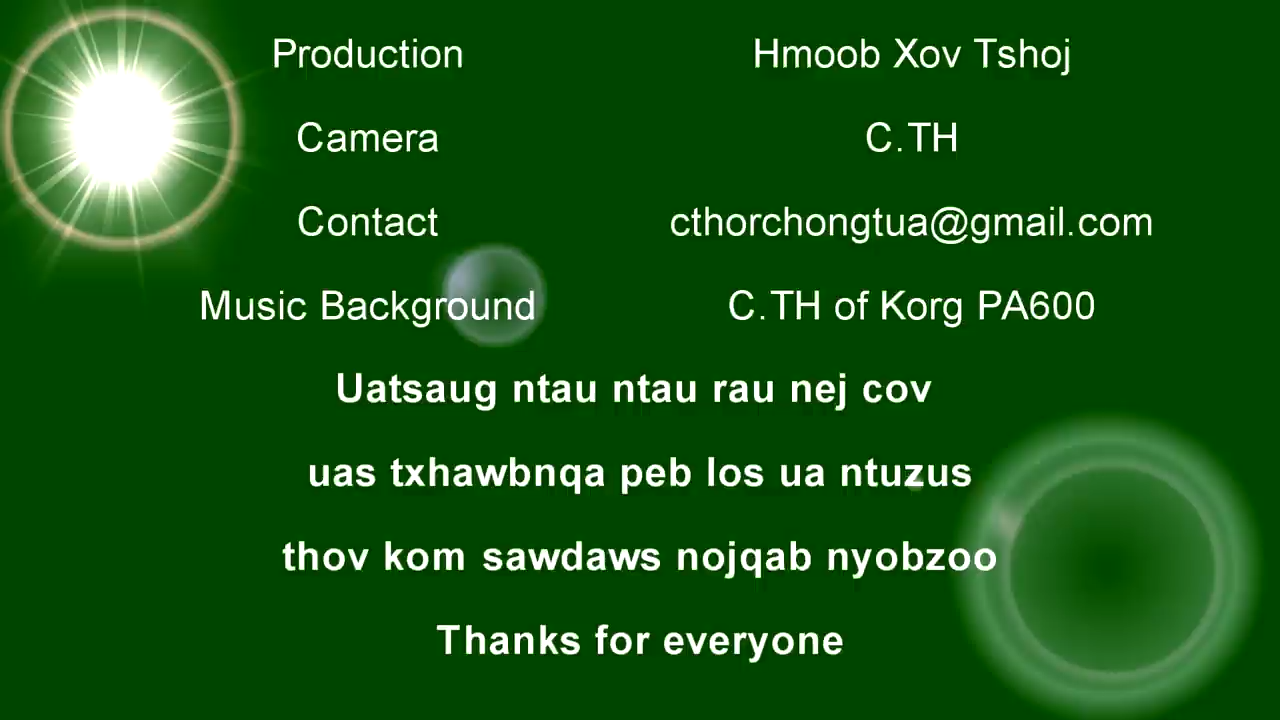 Production Hmoob Xov Tshoj
Camera C.TH
Contact cthorchongtua@gmail.com
Music Background C.TH of Korg PA600
Uatsaug ntau ntau rau nej cov
uas txhawbnqa peb los ua ntuzus
thov kom sawdaws nojqab nyobzoo
Thanks for everyone